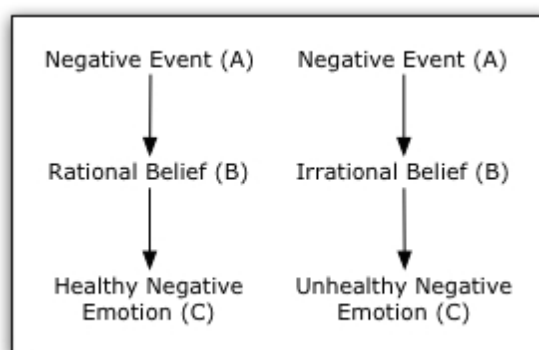 Negative Event (A)
Negative Event (A)
Rational Belief (B)
Irrational Belief (B)
Healthy Negative
Emotion (C)
Unhealthy Negative
Emotion (C)